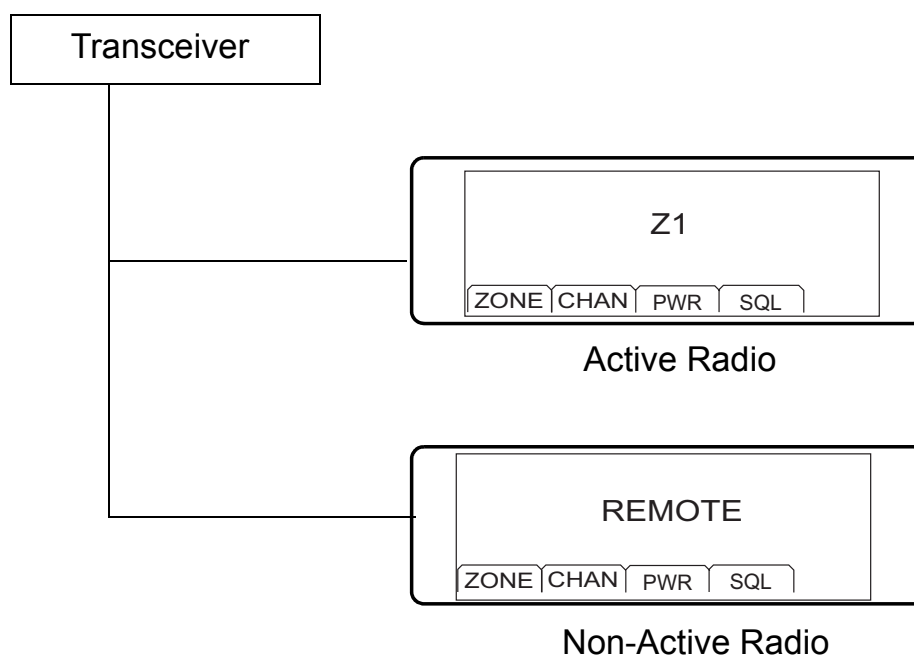 Transceiver
Z1
ZONE CHAN PWR SQL
Active Radio
REMOTE
ZONE CHAN PWR SQL
Non-Active Radio